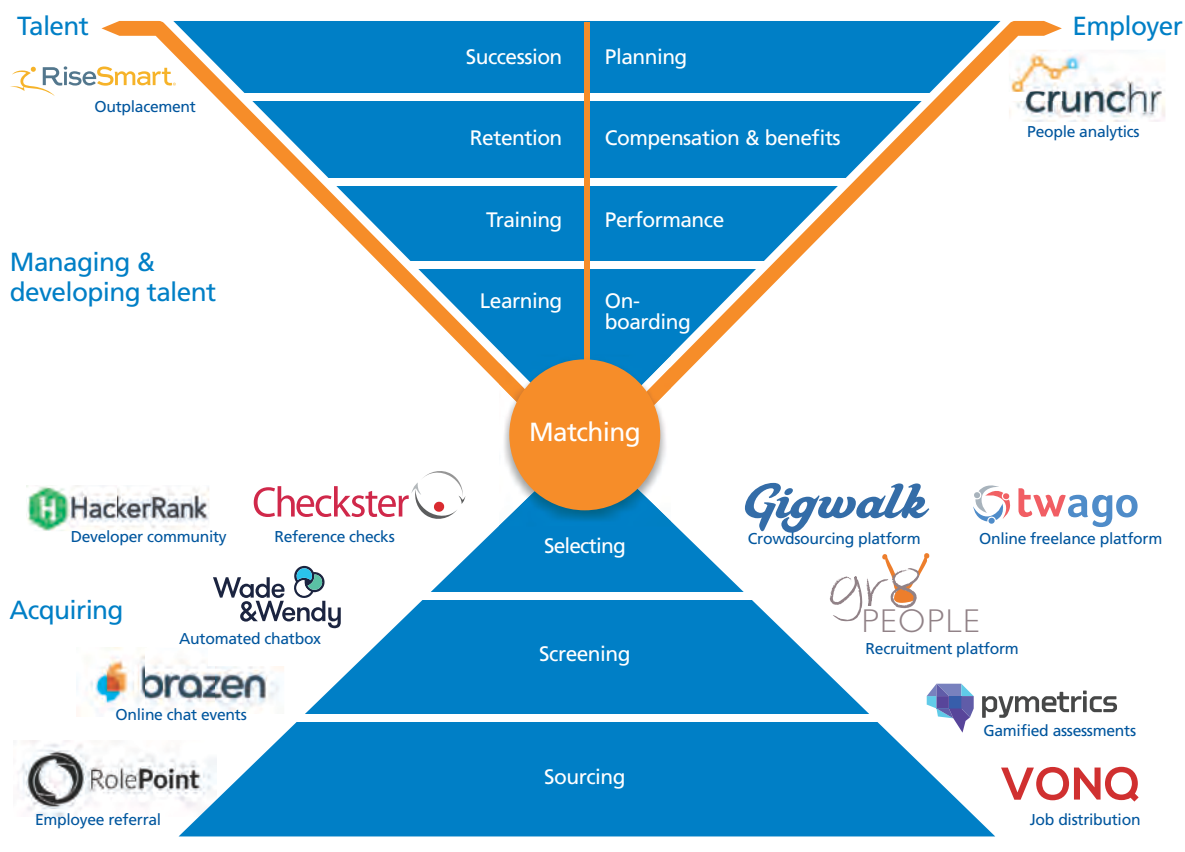 Talent
Employer
RiseSmart
Outplacement
crunchr
People analytics
Succession
Planning
Retention
Compensation & benefits
Training
Performance
Learning
On-
boarding
Managing &
developing talent
Matching
HackerRank
Developer community
Checkster
Reference checks
Gigwalk
Crowdsourcing platform
twago
Online freelance platform
Selecting
Acquiring
Wade
&Wendy
Automated chatbox
gr8
PEOPLE
Recruitment platform
Screening
brazen
Online chat events
pymetrics
Gamified assessments
RolePoint
Employee referral
Sourcing
VONQ
Job distribution